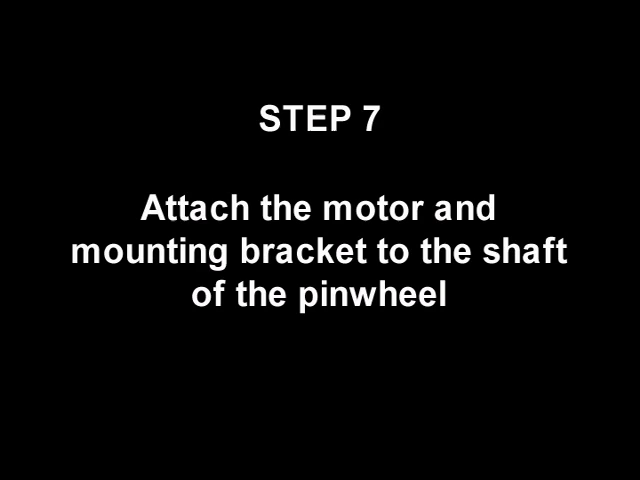 STEP 7
Attach the motor and
mounting bracket to the shaft
of the pinwheel